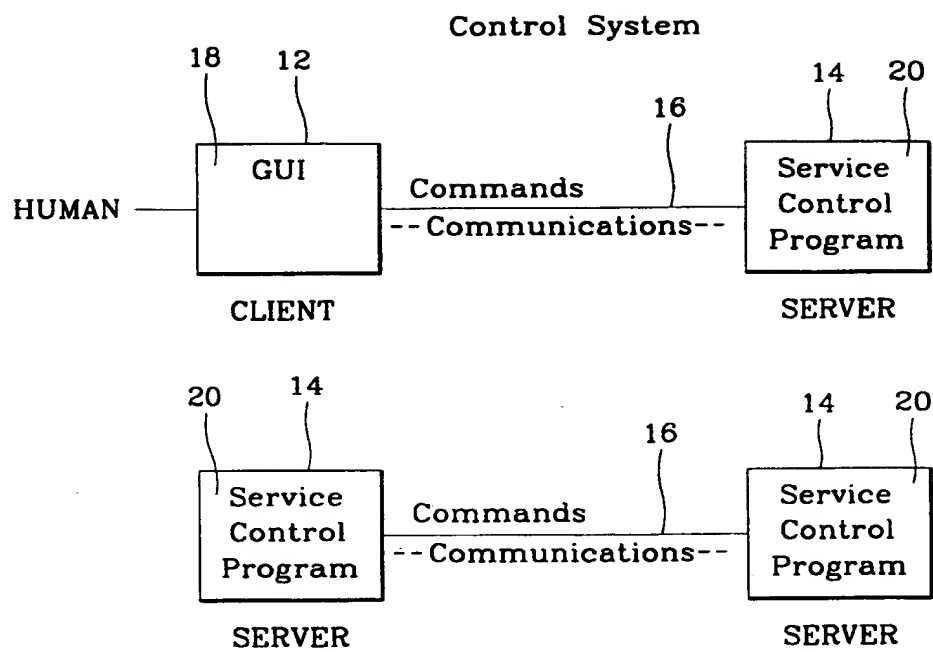 Control System
18 12 14 20
16
GUI
Service
Control
Program
HUMAN
Commands
--Communications--
CLIENT
SERVER
20 14 14 20
16
Service
Control
Program
Commands
--Communications--
Service
Control
Program
SERVER
SERVER